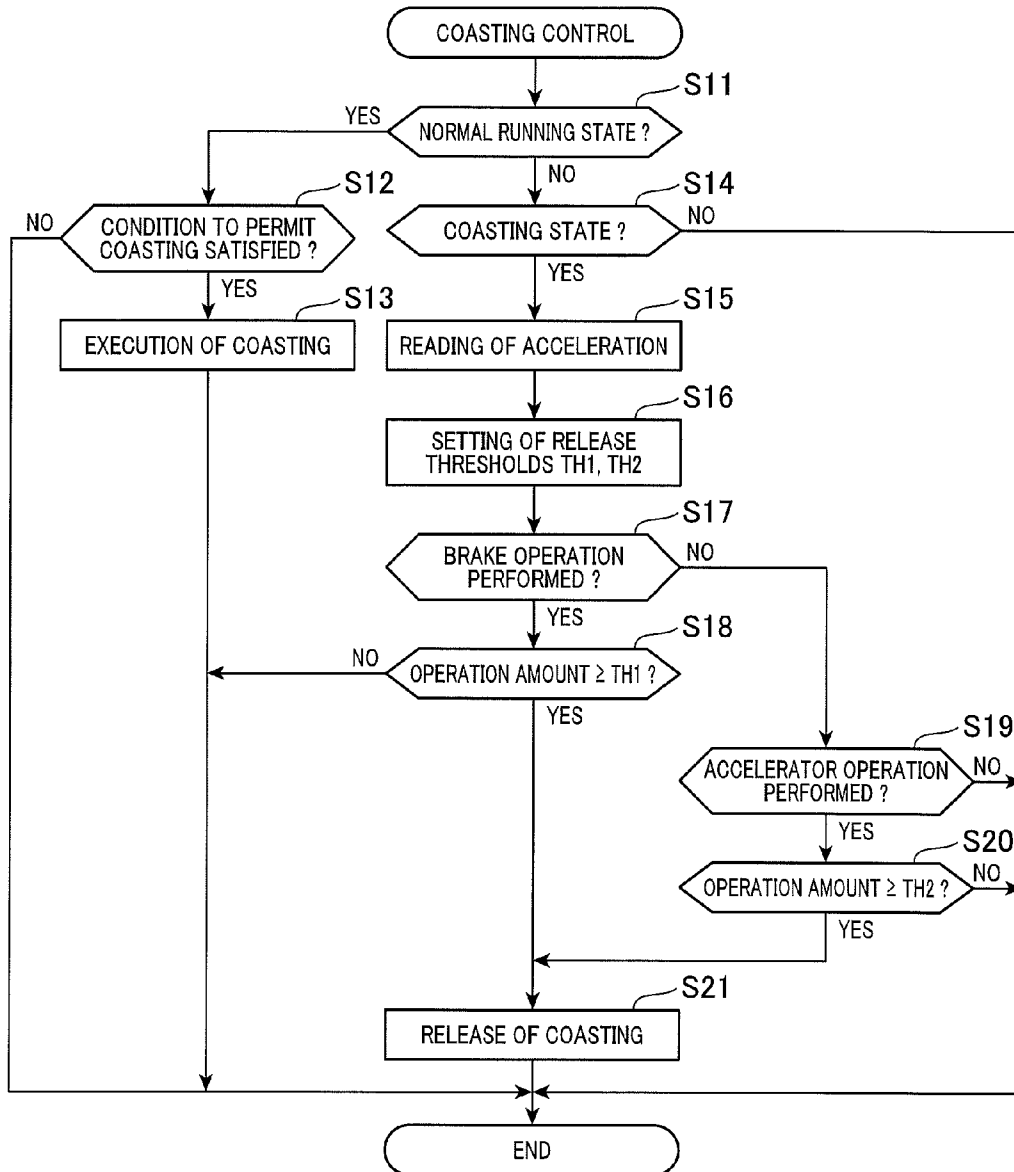 COASTING CONTROL
S11
NORMAL RUNNING STATE ?
YES
NO
S12
CONDITION TO PERMIT
COASTING SATISFIED ?
NO
YES
S14
COASTING STATE ?
NO
YES
S13
EXECUTION OF COASTING
S15
READING OF ACCELERATION
S16
SETTING OF RELEASE
THRESHOLDS TH1, TH2
S17
BRAKE OPERATION
PERFORMED ?
NO
YES
S18
OPERATION AMOUNT ≥ TH1 ?
NO
YES
S19
ACCELERATOR OPERATION
PERFORMED ?
NO
YES
S20
OPERATION AMOUNT ≥ TH2 ?
NO
YES
S21
RELEASE OF COASTING
END